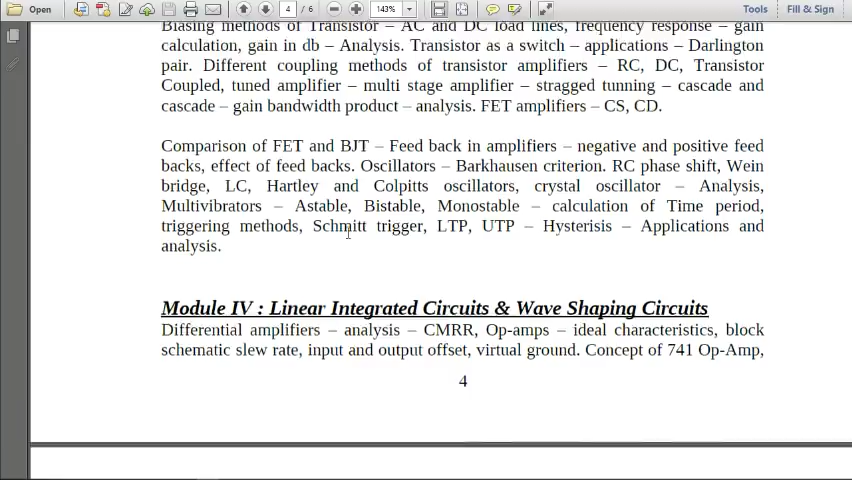 Open
4
/ 6
143%
Tools
Fill & Sign
Biasing methods of Transistor – AC and DC load lines, frequency response – gain
calculation, gain in db – Analysis. Transistor as a switch – applications – Darlington
pair. Different coupling methods of transistor amplifiers – RC, DC, Transistor
Coupled, tuned amplifier – multi stage amplifier – stragged tunning – cascade and
cascade – gain bandwidth product – analysis. FET amplifiers – CS, CD.
Comparison of FET and BJT – Feed back in amplifiers – negative and positive feed
backs, effect of feed backs. Oscillators – Barkhausen criterion. RC phase shift, Wein
bridge, LC, Hartley and Colpitts oscillators, crystal oscillator – Analysis,
Multivibrators – Astable, Bistable, Monostable – calculation of Time period,
triggering methods, Schmitt trigger, LTP, UTP – Hysterisis – Applications and
analysis.
Module IV : Linear Integrated Circuits & Wave Shaping Circuits
Differential amplifiers – analysis – CMRR, Op-amps – ideal characteristics, block
schematic slew rate, input and output offset, virtual ground. Concept of 741 Op-Amp,
4